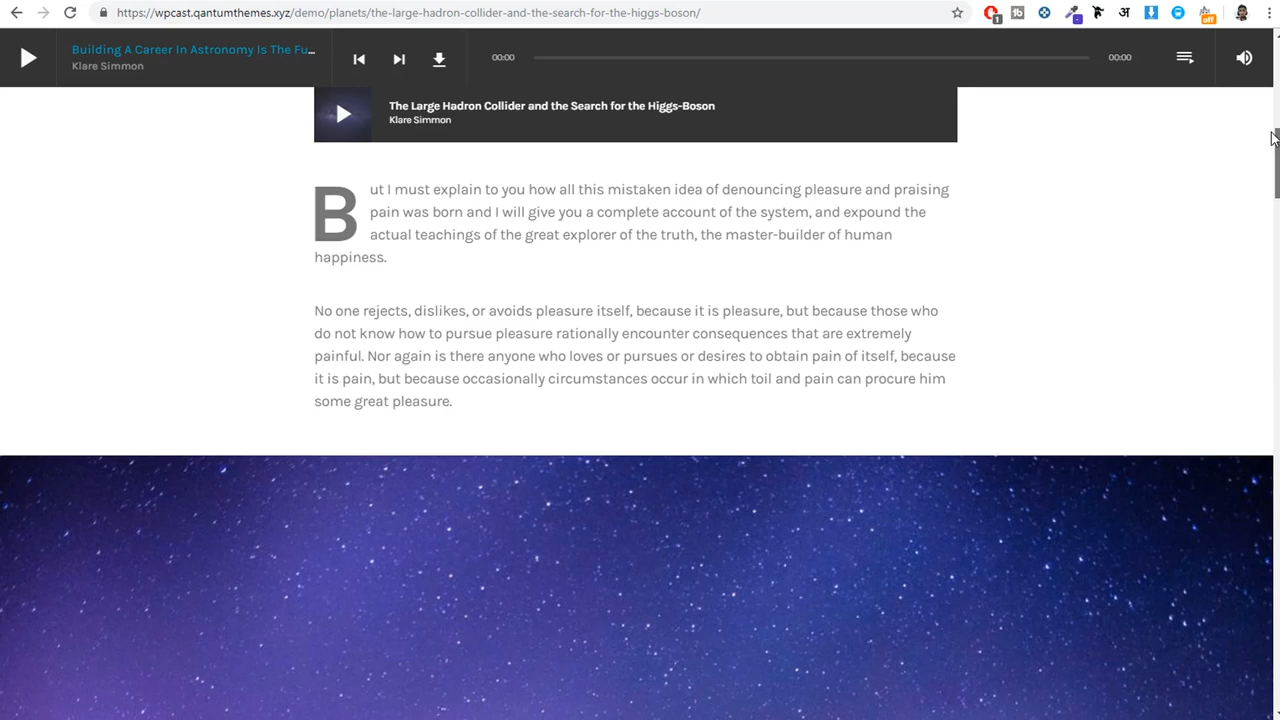 https://wpcast.qantumthemes.xyz/demo/planets/the-large-hadron-collider-and-the-search-for-the-higgs-boson/
1
अ
off
Building A Career In Astronomy Is The Fu...
Klare Simmon
00:00
00:00
The Large Hadron Collider and the Search for the Higgs-Boson
Klare Simmon
But I must explain to you how all this mistaken idea of denouncing pleasure and praising
pain was born and I will give you a complete account of the system, and expound the
actual teachings of the great explorer of the truth, the master-builder of human
happiness.
No one rejects, dislikes, or avoids pleasure itself, because it is pleasure, but because those who
do not know how to pursue pleasure rationally encounter consequences that are extremely
painful. Nor again is there anyone who loves or pursues or desires to obtain pain of itself, because
it is pain, but because occasionally circumstances occur in which toil and pain can procure him
some great pleasure.